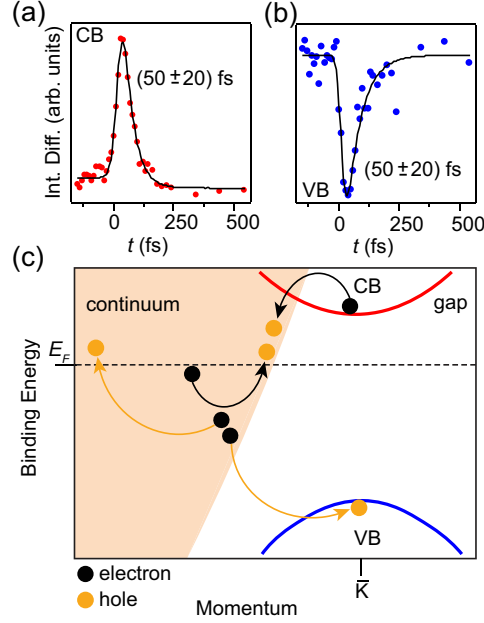 (a)
CB
(50 ± 20) fs
Int. Diff. (arb. units)
0 250 500
t (fs)
(b)
(50 ± 20) fs
VB
0 250 500
t (fs)
(c)
continuum
CB
gap
E_F
Binding Energy
VB
K̅
electron
hole
Momentum